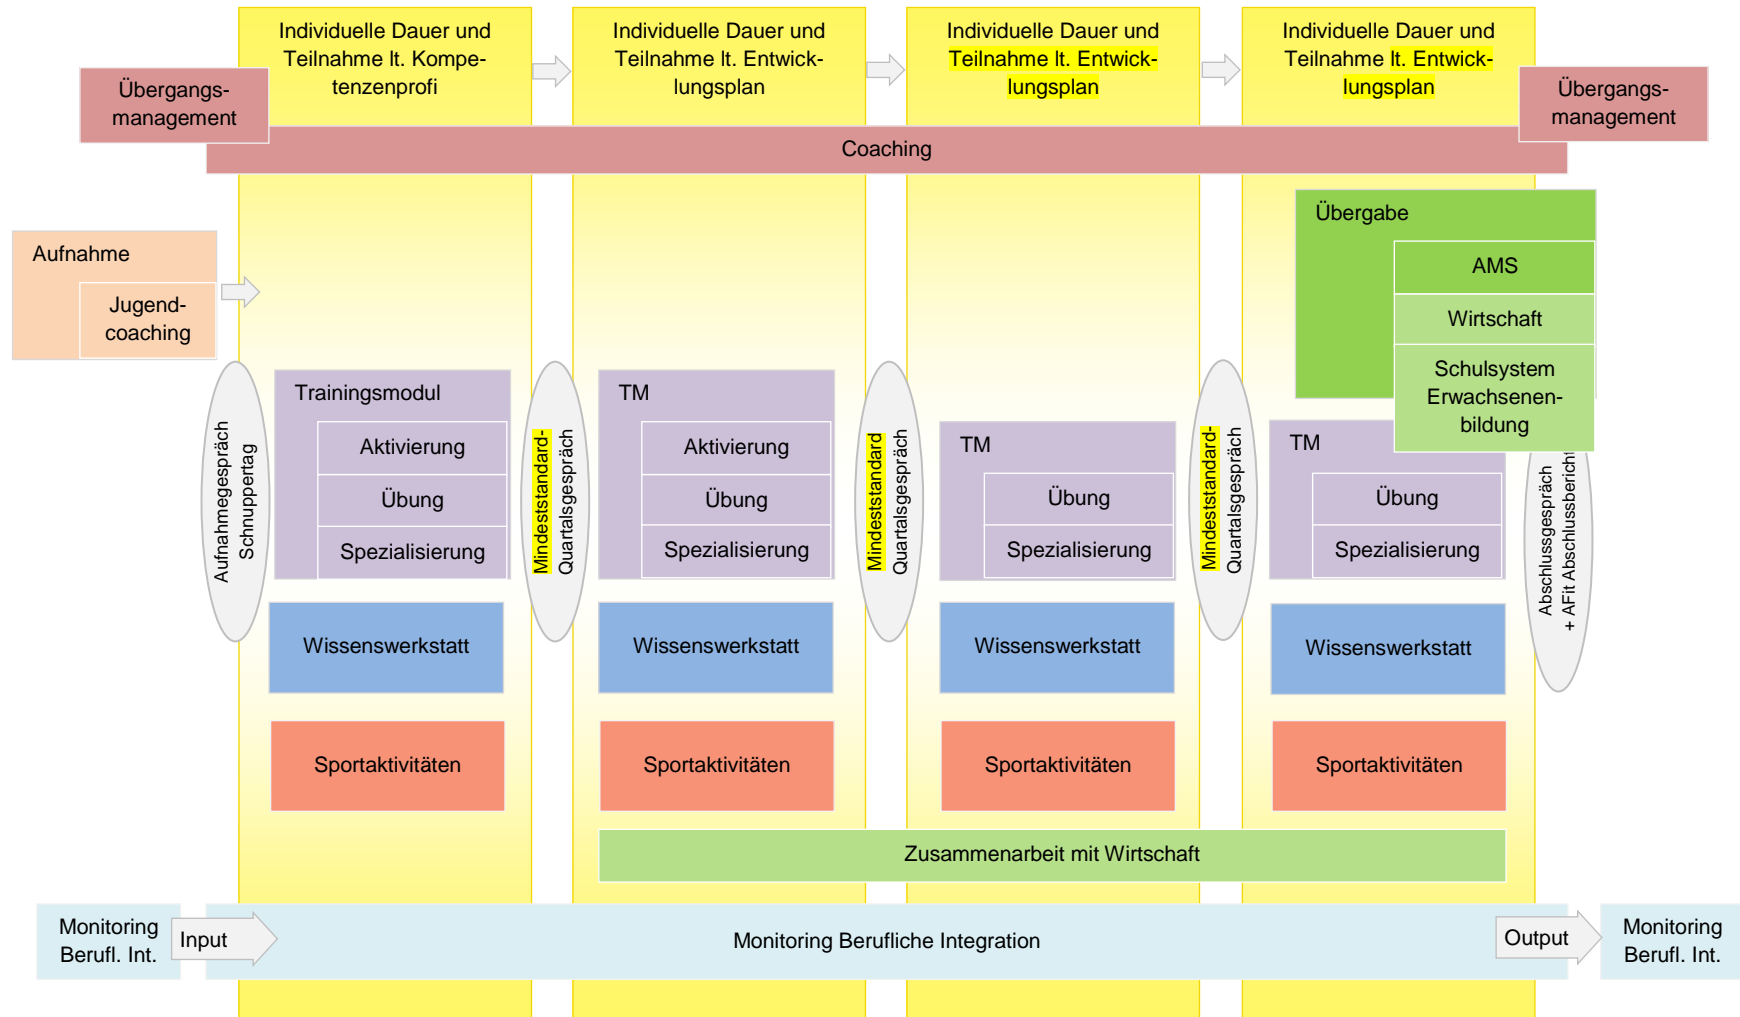 Individuelle Dauer und
Teilnahme lt. Kompe-
tenzenprofi
Individuelle Dauer und
Teilnahme lt. Entwick-
lungsplan
Individuelle Dauer und
Teilnahme lt. Entwick-
lungsplan
Individuelle Dauer und
Teilnahme lt. Entwick-
lungsplan
Übergangs-
management
Übergangs-
management
Coaching
Aufnahme
Jugend-
coaching
Übergabe
AMS
Wirtschaft
Schulsystem
Erwachsenen-
bildung
Aufnahmegespräch
Schnuppertag
Trainingsmodul
Aktivierung
Übung
Spezialisierung
Mindeststandard-
Quartalsgespräch
TM
Aktivierung
Übung
Spezialisierung
Mindeststandard
Quartalsgespräch
TM
Übung
Spezialisierung
Mindeststandard-
Quartalsgespräch
TM
Übung
Spezialisierung
Abschlussgespräch
+ AFit Abschlussbericht
Wissenswerkstatt
Wissenswerkstatt
Wissenswerkstatt
Wissenswerkstatt
Sportaktivitäten
Sportaktivitäten
Sportaktivitäten
Sportaktivitäten
Zusammenarbeit mit Wirtschaft
Monitoring
Berufl. Int.
Input
Monitoring Berufliche Integration
Output
Monitoring
Berufl. Int.